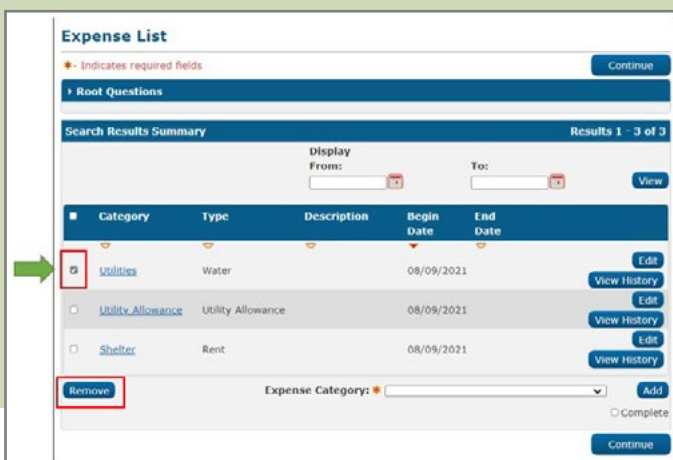 Expense List
*- Indicates required fields
Continue
Root Questions
Search Results Summary Results 1 - 3 of 3
Display
From: To:
View
Category Type Description Begin Date End Date
Utilities Water 08/09/2021 Edit
View History
Utility Allowance Utility Allowance 08/09/2021 Edit
View History
Shelter Rent 08/09/2021 Edit
View History
Remove Expense Category: * Add
Complete
Continue